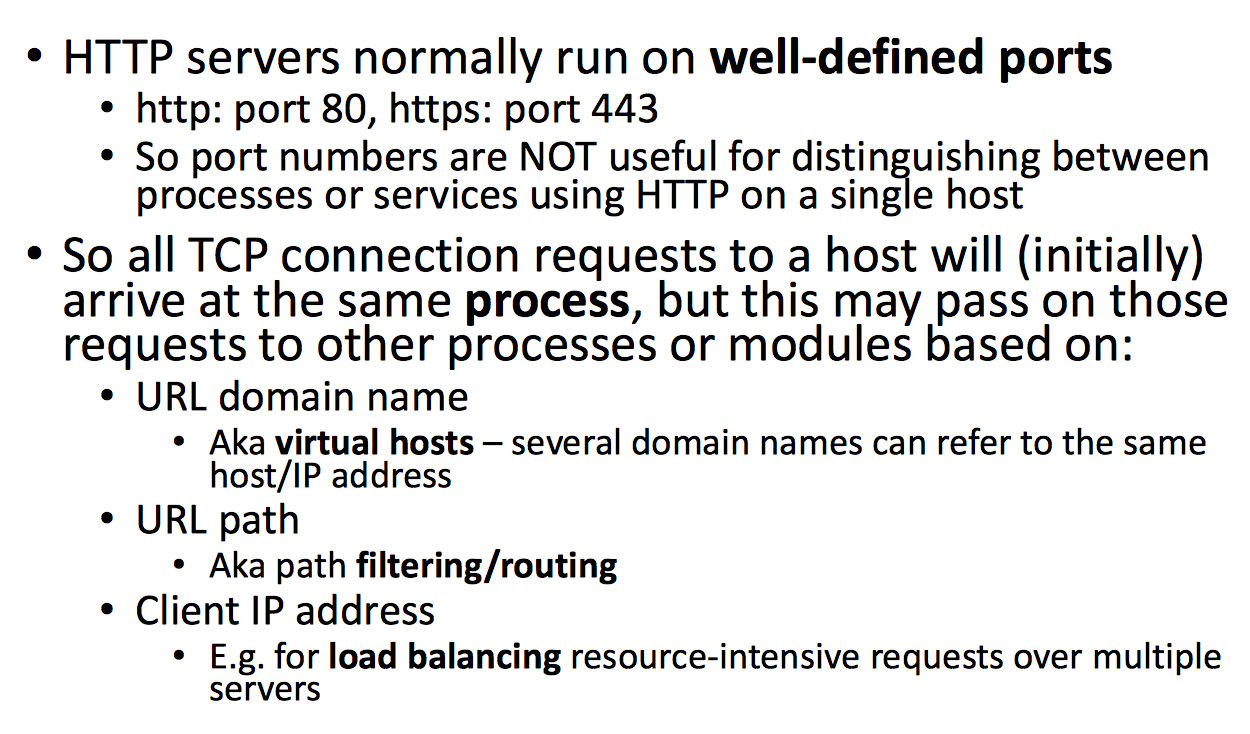 • HTTP servers normally run on well-defined ports
• http: port 80, https: port 443
• So port numbers are NOT useful for distinguishing between
processes or services using HTTP on a single host
• So all TCP connection requests to a host will (initially)
arrive at the same process, but this may pass on those
requests to other processes or modules based on:
• URL domain name
• Aka virtual hosts – several domain names can refer to the same
host/IP address
• URL path
• Aka path filtering/routing
• Client IP address
• E.g. for load balancing resource-intensive requests over multiple
servers